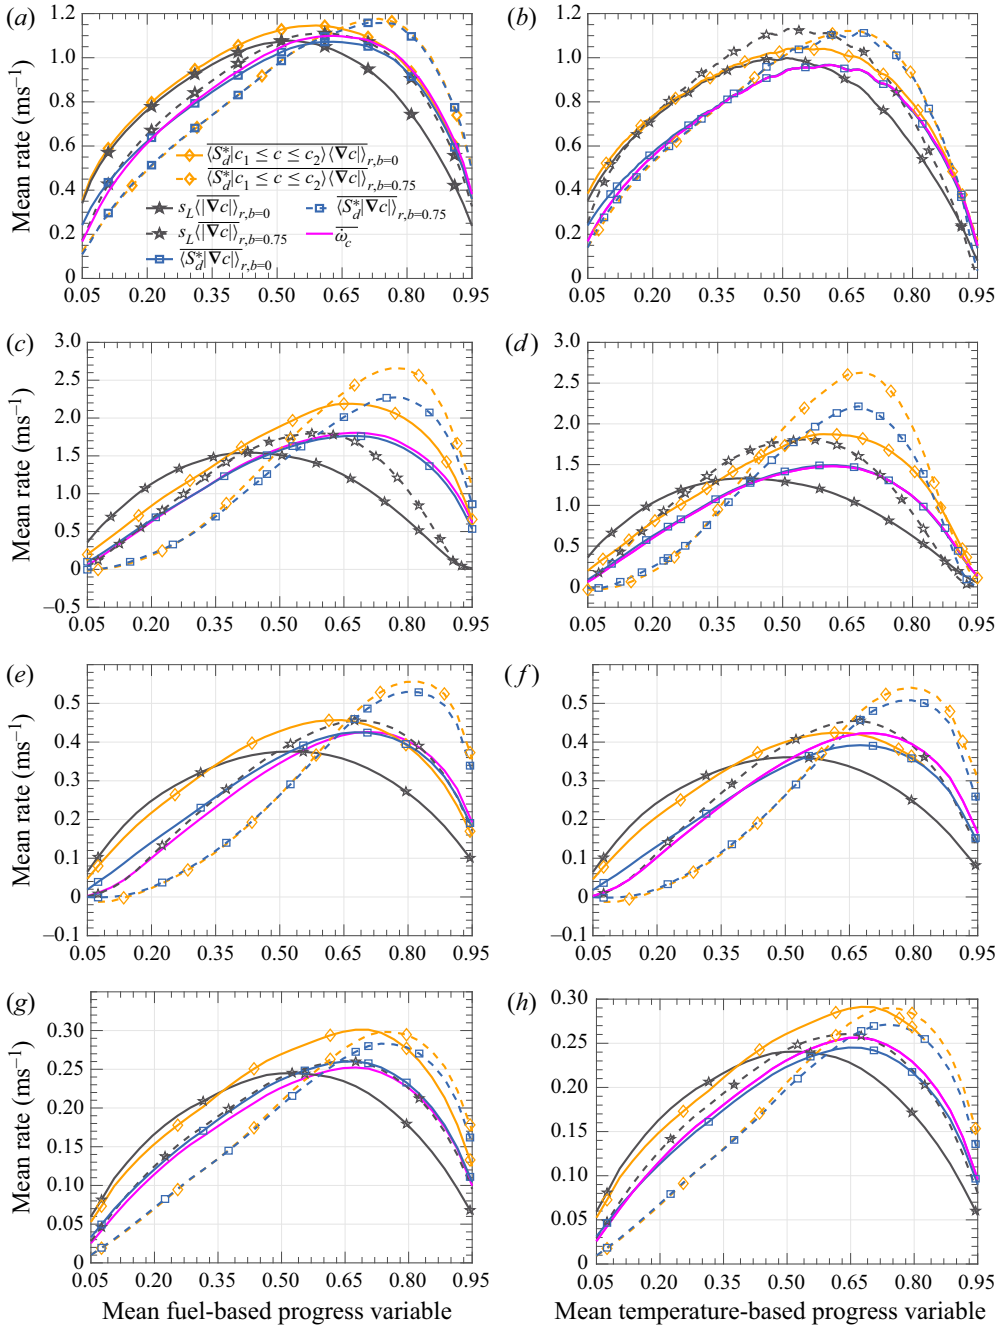 (a)
Mean rate (ms⁻¹)
1.2
1.0
0.8
0.6
0.4
0.2
0
⟨S*_d|c₁ ≤ c ≤ c₂⟩⟨|∇c|⟩_{r,b=0}
⟨S*_d|c₁ ≤ c ≤ c₂⟩⟨|∇c|⟩_{r,b=0.75}
s_L⟨|∇c|⟩_{r,b=0} ⟨S*_d|∇c|⟩_{r,b=0.75}
s_L⟨|∇c|⟩_{r,b=0.75} ω̇_c
⟨S*_d|∇c|⟩_{r,b=0}
0.05 0.20 0.35 0.50 0.65 0.80 0.95
(b)
1.2
1.0
0.8
0.6
0.4
0.2
0
0.05 0.20 0.35 0.50 0.65 0.80 0.95
(c)
Mean rate (ms⁻¹)
3.0
2.5
2.0
1.5
1.0
0.5
0
–0.5
0.05 0.20 0.35 0.50 0.65 0.80 0.95
(d)
3.0
2.5
2.0
1.5
1.0
0.5
0
0.05 0.20 0.35 0.50 0.65 0.80 0.95
(e)
Mean rate (ms⁻¹)
0.5
0.4
0.3
0.2
0.1
0
–0.1
0.05 0.20 0.35 0.50 0.65 0.80 0.95
(f)
0.5
0.4
0.3
0.2
0.1
0
–0.1
0.05 0.20 0.35 0.50 0.65 0.80 0.95
(g)
Mean rate (ms⁻¹)
0.30
0.25
0.20
0.15
0.10
0.05
0
0.05 0.20 0.35 0.50 0.65 0.80 0.95
Mean fuel-based progress variable
(h)
0.30
0.25
0.20
0.15
0.10
0.05
0
0.05 0.20 0.35 0.50 0.65 0.80 0.95
Mean temperature-based progress variable